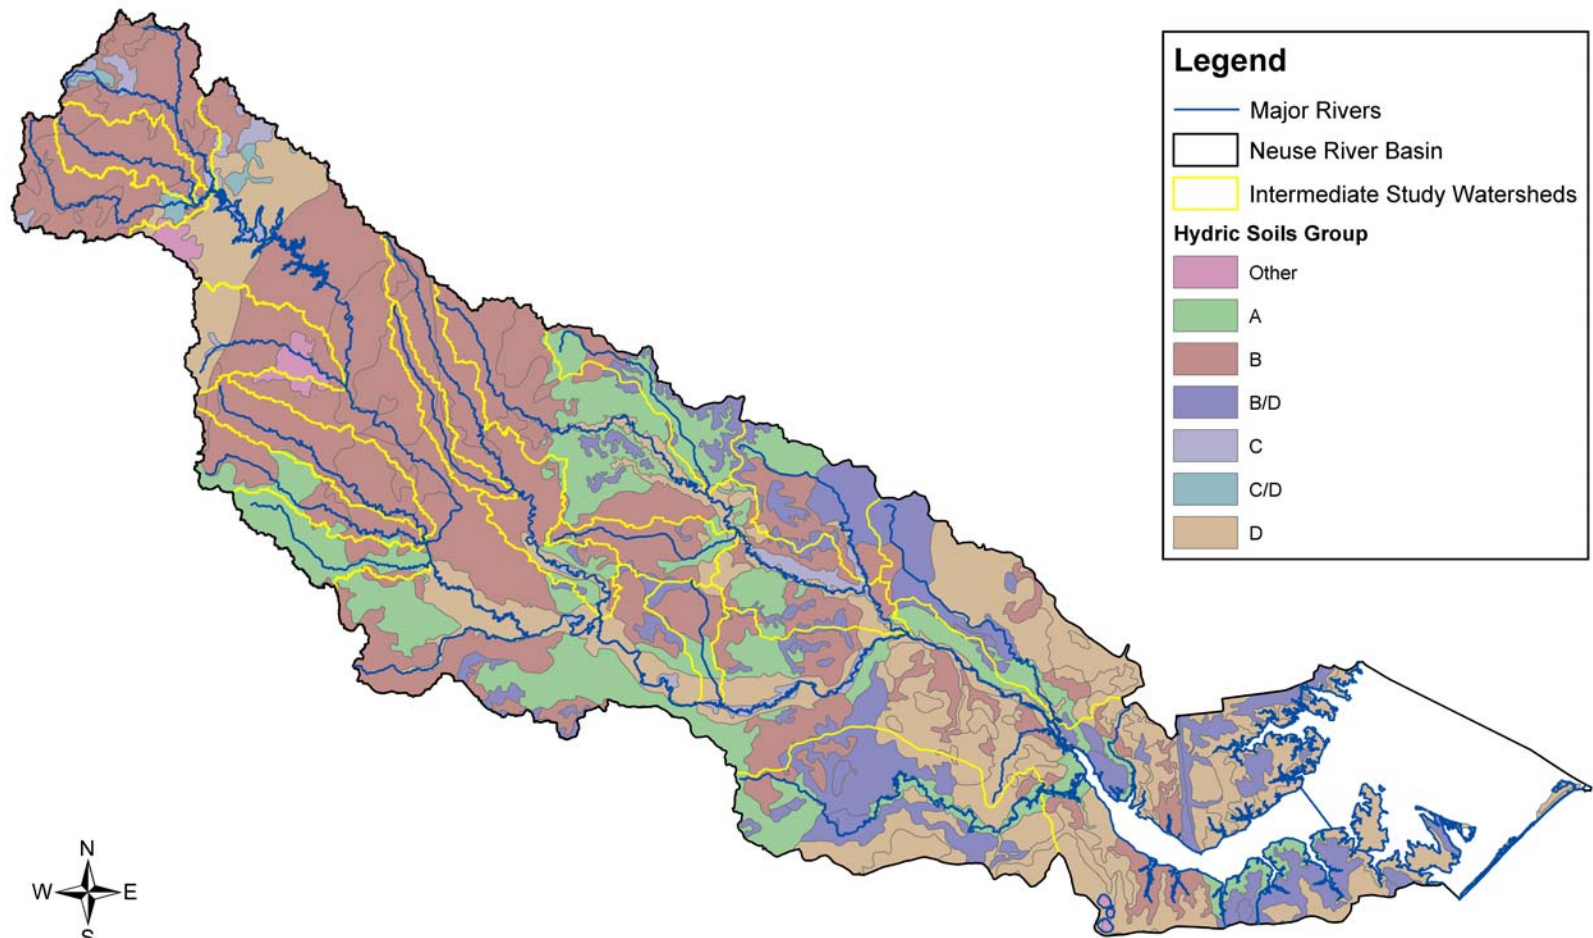 Legend
Major Rivers
Neuse River Basin
Intermediate Study Watersheds
Hydric Soils Group
Other
A
B
B/D
C
C/D
D
N
W E
S